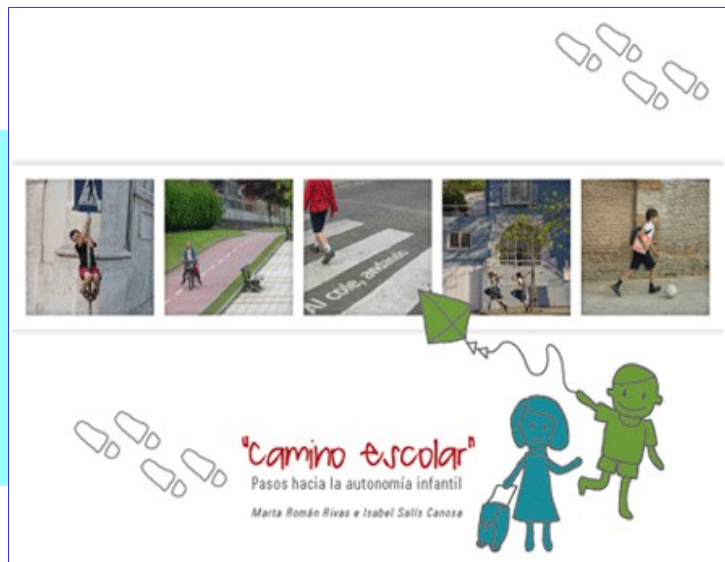 Al cole, andando
"camino escolar"
Pasos hacia la autonomía infantil
Marta Román Rivas e Isabel Salís Canosa